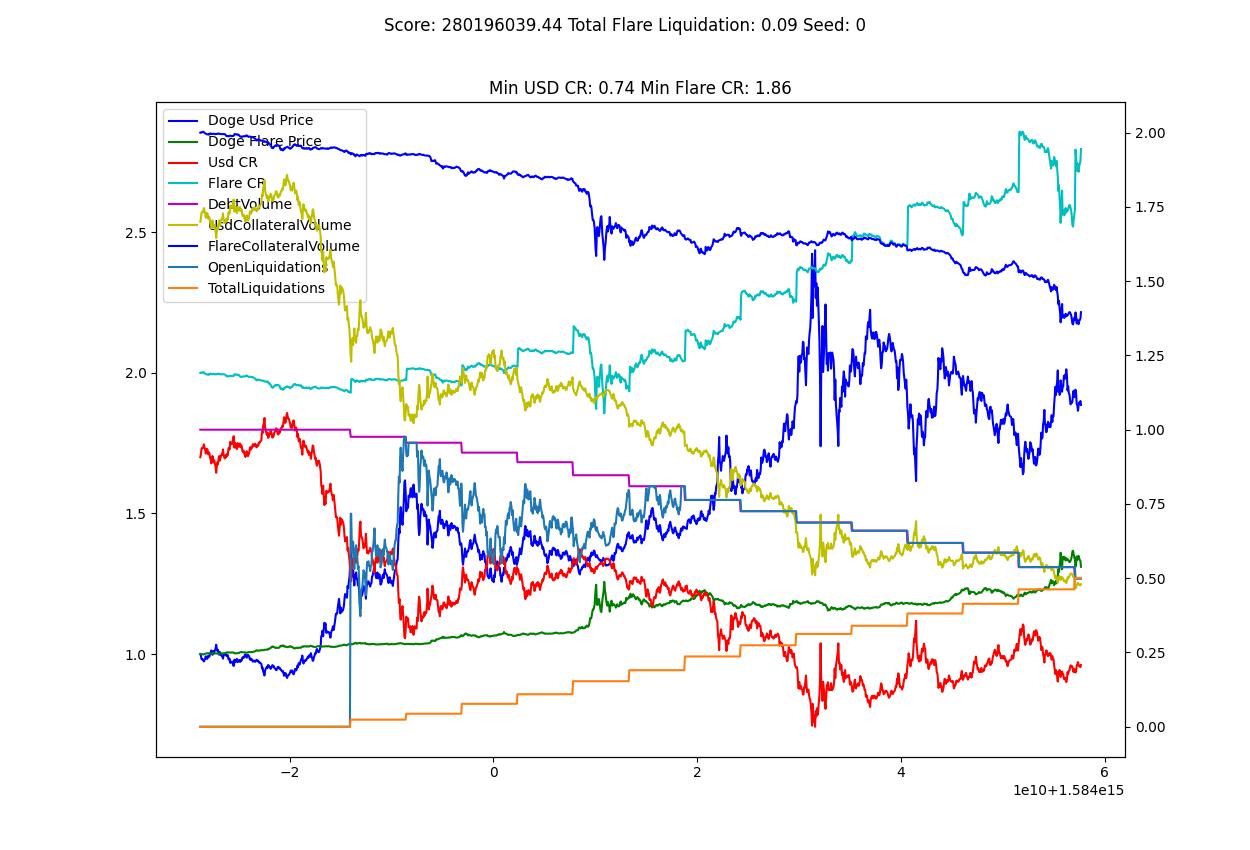 Score: 280196039.44 Total Flare Liquidation: 0.09 Seed: 0
Min USD CR: 0.74 Min Flare CR: 1.86
Doge Usd Price
Doge Flare Price
Usd CR
Flare CR
DebtVolume
UsdCollateralVolume
FlareCollateralVolume
OpenLiquidations
TotalLiquidations
2.5
2.0
1.5
1.0
2.00
1.75
1.50
1.25
1.00
0.75
0.50
0.25
0.00
−2
0
2
4
6
1e10+1.584e15